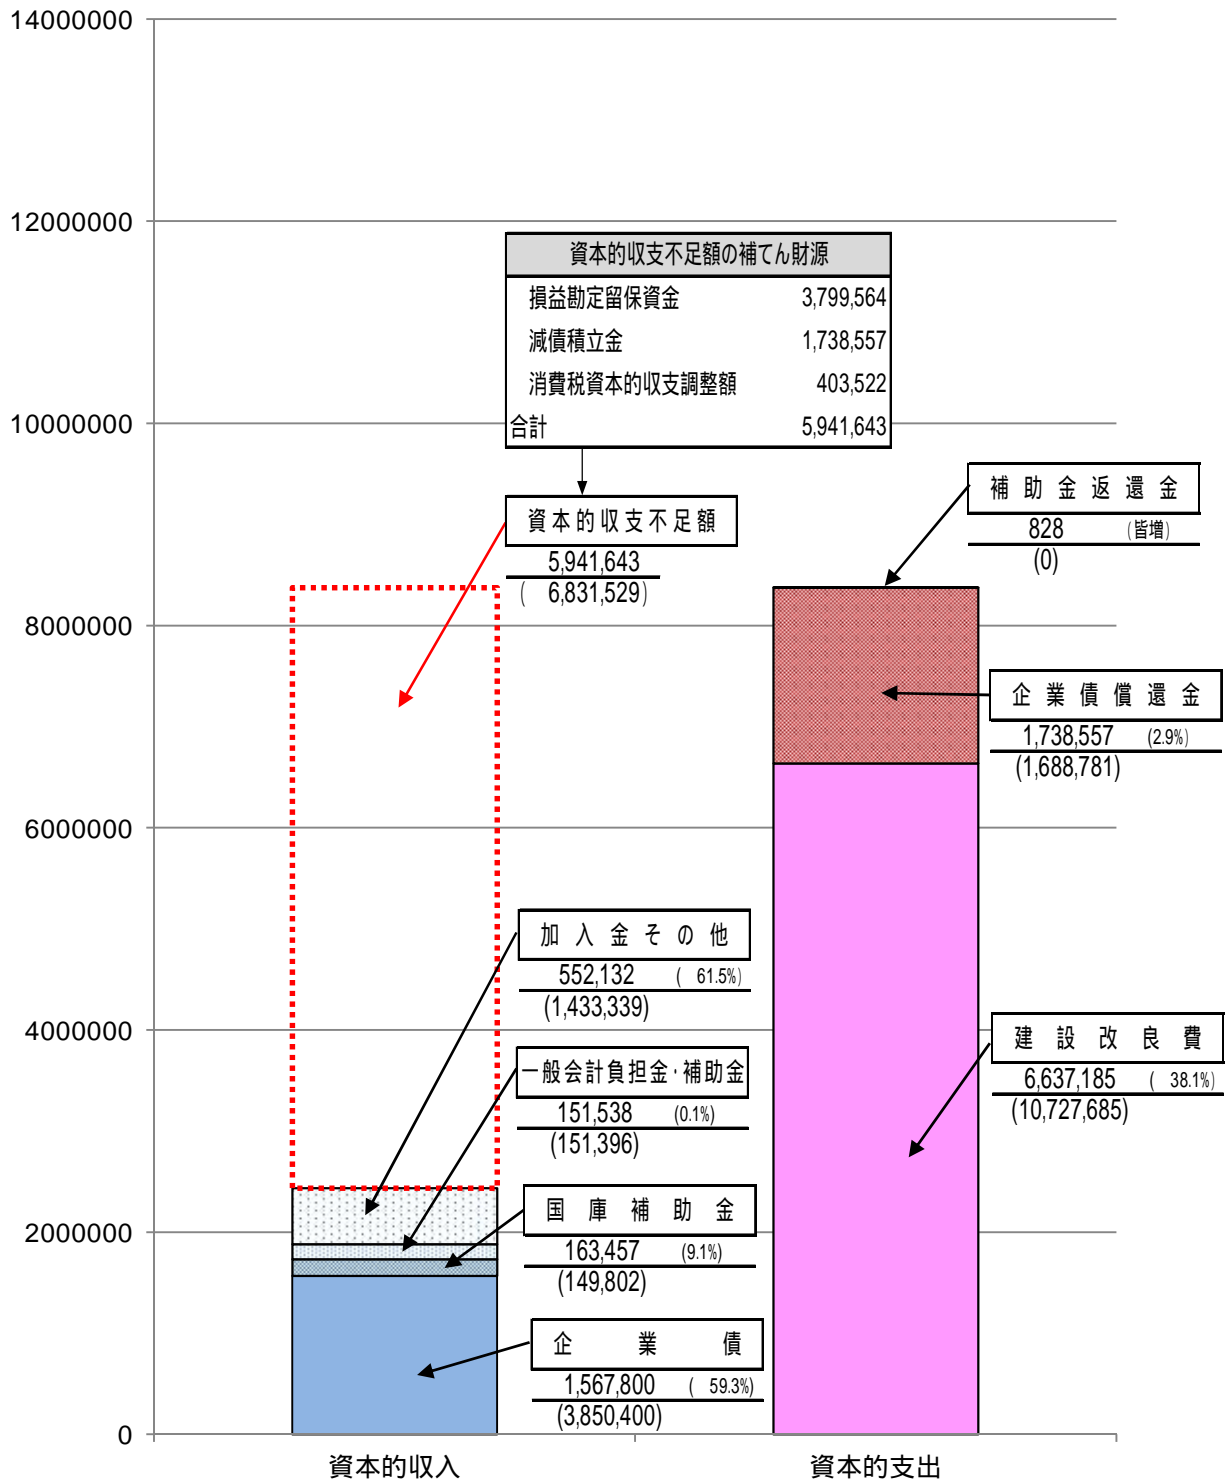 14000000
12000000
10000000
8000000
6000000
4000000
2000000
0
資本的収支不足額の補てん財源
損益勘定留保資金 3,799,564
減債積立金 1,738,557
消費税資本的収支調整額 403,522
合計 5,941,643
資本的収支不足額
5,941,643
( 6,831,529)
補助金返還金
828 (皆増)
(0)
企業債償還金
1,738,557 (2.9%)
(1,688,781)
加入金その他
552,132 ( 61.5%)
(1,433,339)
建設改良費
6,637,185 ( 38.1%)
(10,727,685)
一般会計負担金・補助金
151,538 (0.1%)
(151,396)
国庫補助金
163,457 (9.1%)
(149,802)
企業債
1,567,800 ( 59.3%)
(3,850,400)
資本的収入
資本的支出